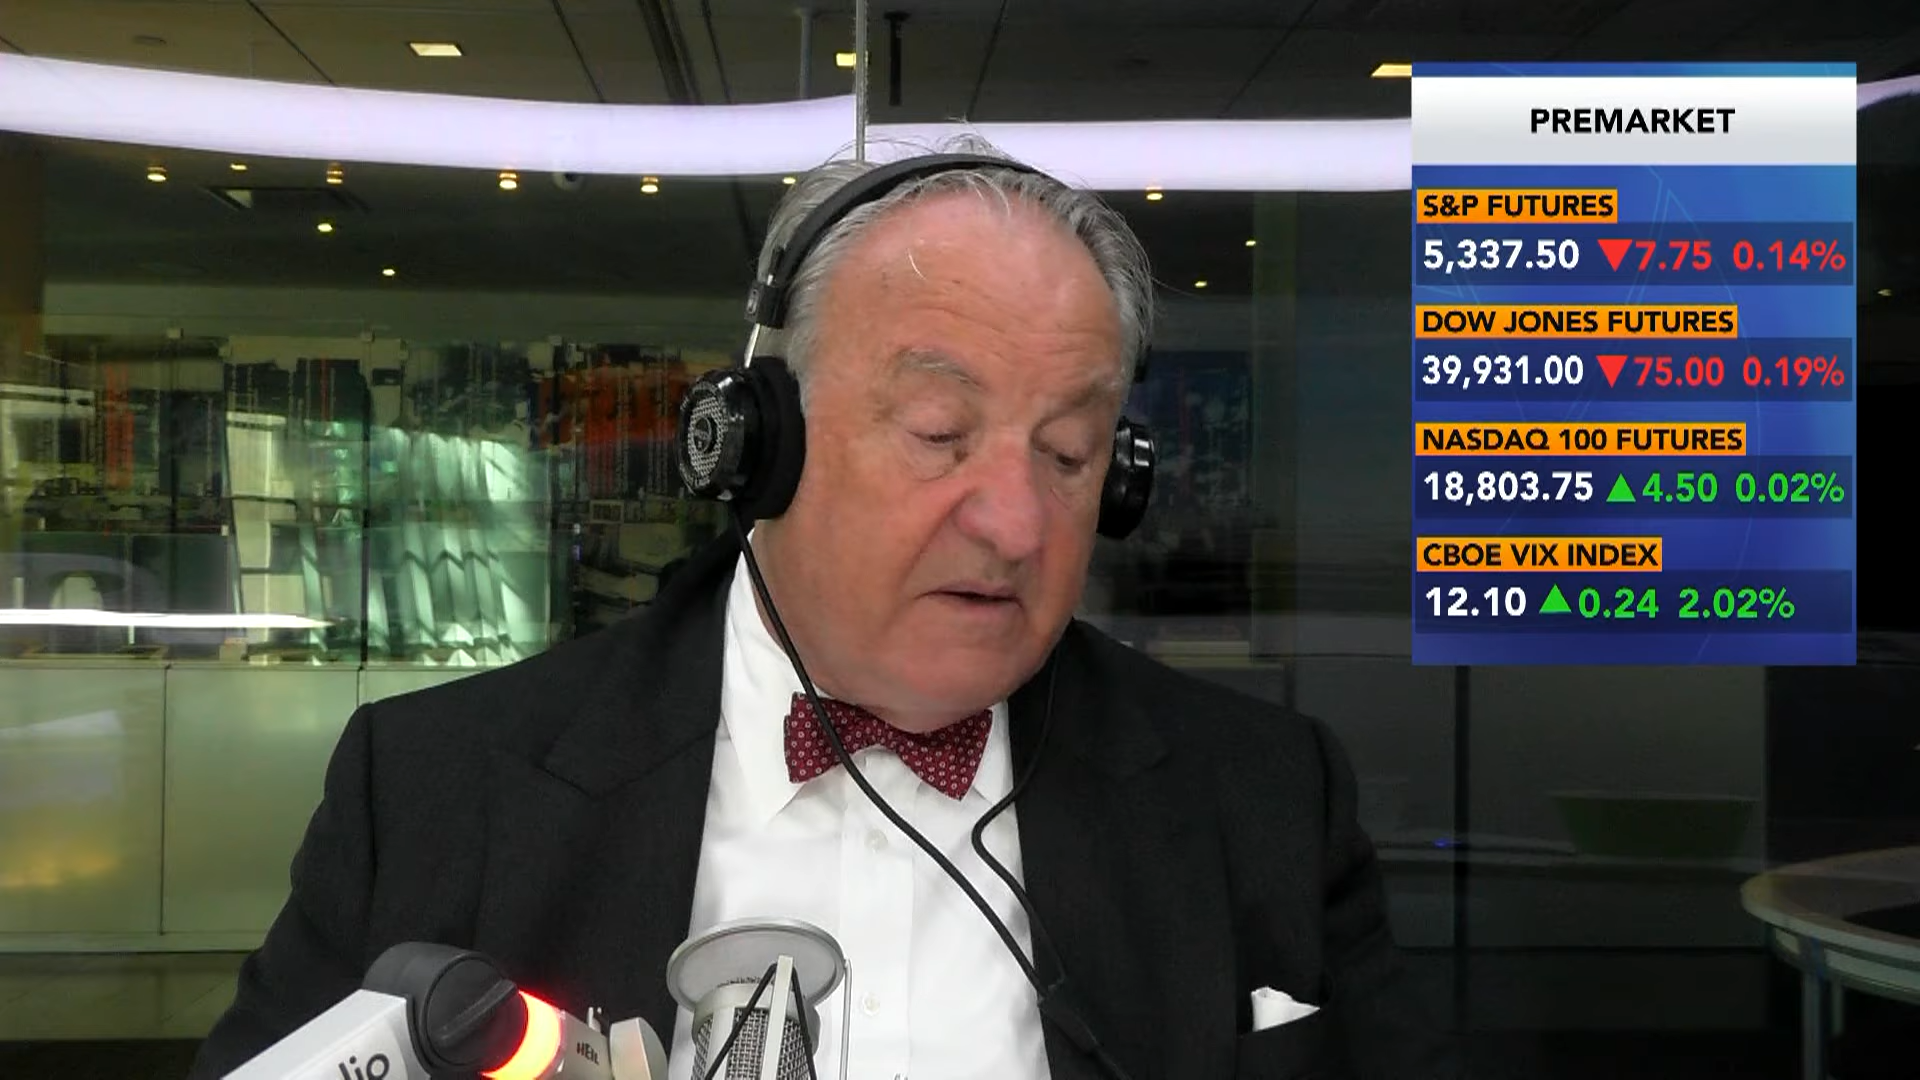 PREMARKET
S&P FUTURES
5,337.50 ▼7.75 0.14%
DOW JONES FUTURES
39,931.00 ▼75.00 0.19%
NASDAQ 100 FUTURES
18,803.75 ▲4.50 0.02%
CBOE VIX INDEX
12.10 ▲0.24 2.02%
HEIL
dio